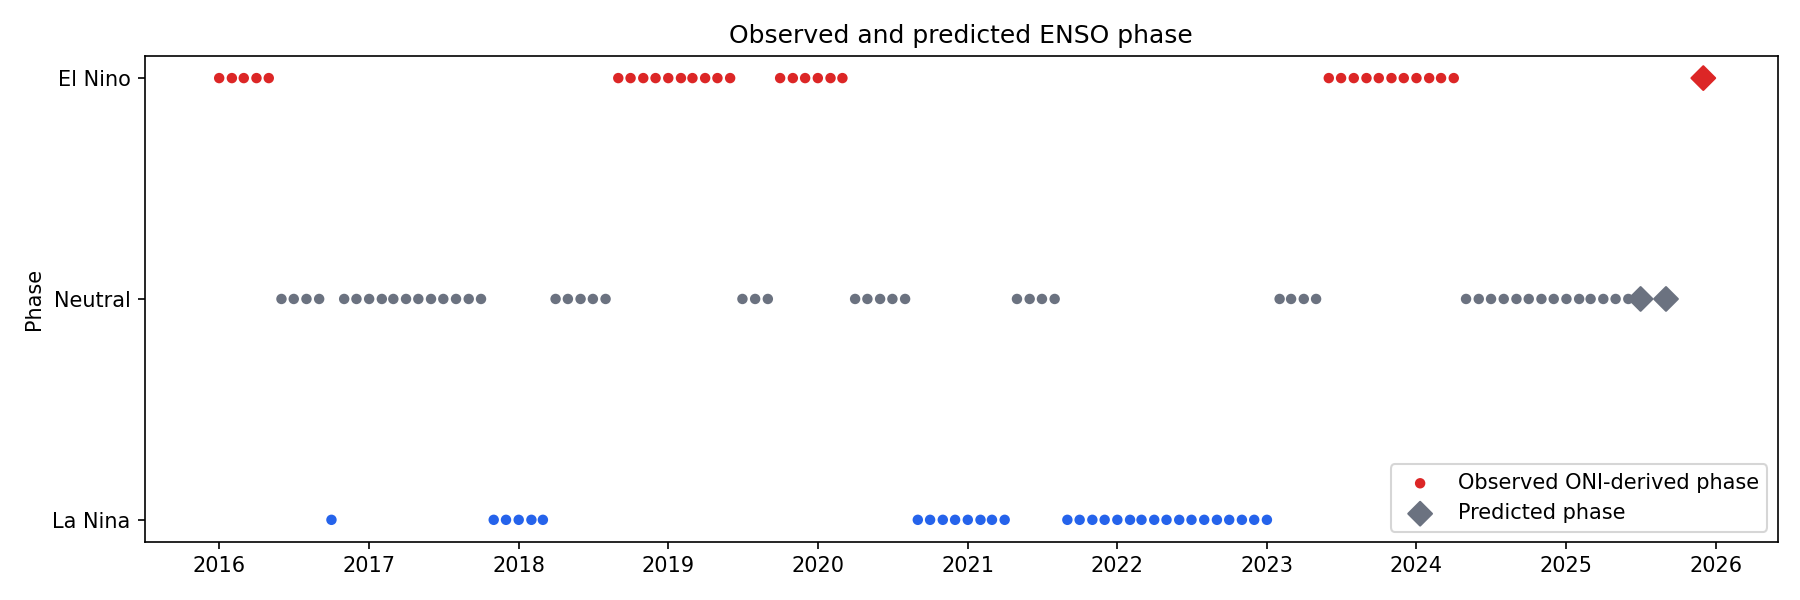 Observed and predicted ENSO phase
El Nino
Neutral
La Nina
Phase
Observed ONI-derived phase
Predicted phase
2016 2017 2018 2019 2020 2021 2022 2023 2024 2025 2026